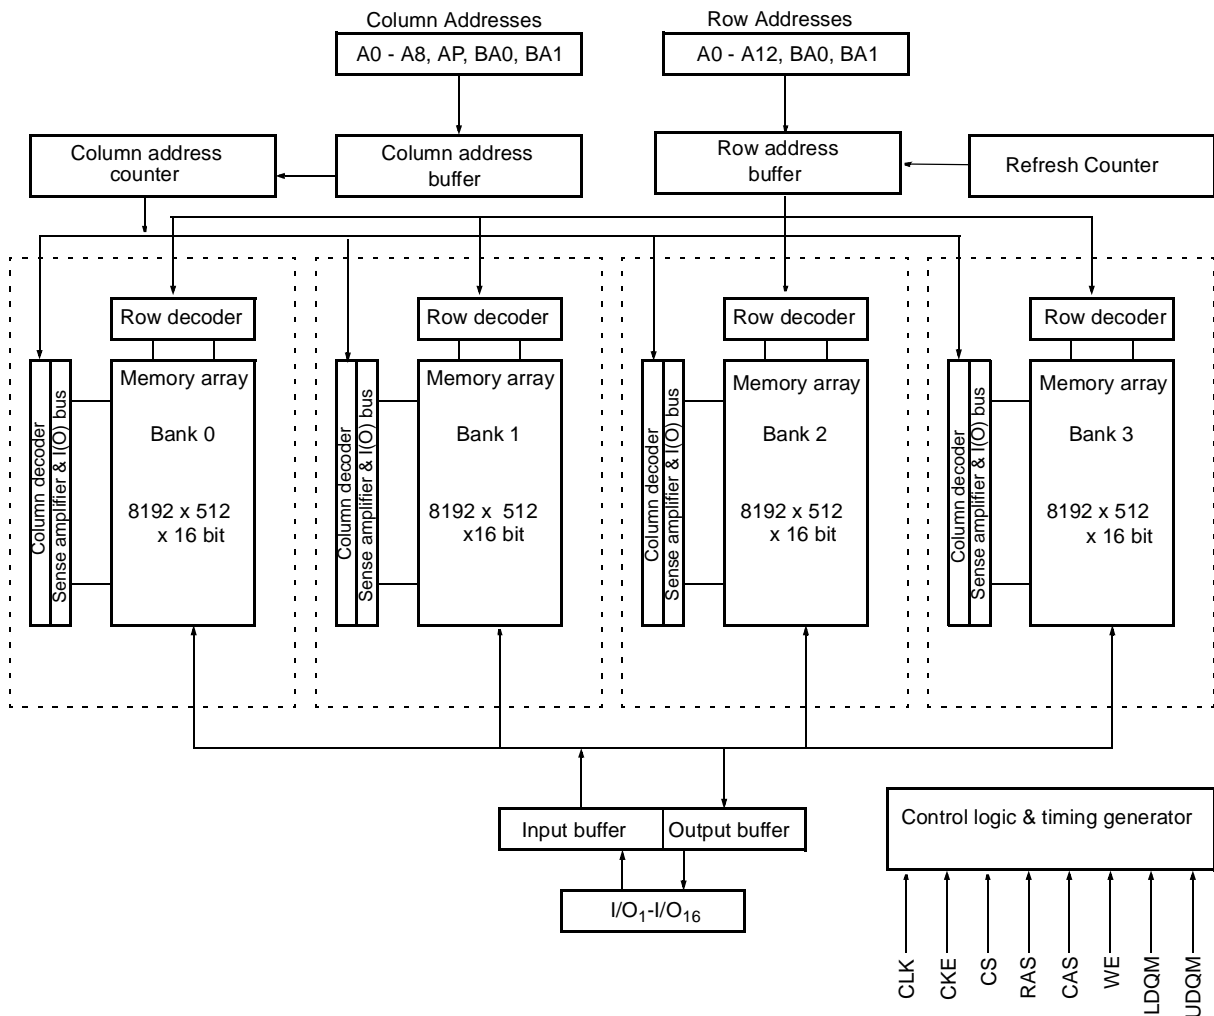 Column Addresses
Row Addresses
A0 - A8, AP, BA0, BA1
A0 - A12, BA0, BA1
Column address
counter
Column address
buffer
Row address
buffer
Refresh Counter
Row decoder
Row decoder
Row decoder
Row decoder
Column decoder
Sense amplifier & I(O) bus
Memory array
Bank 0
8192 x 512
x 16 bit
Column decoder
Sense amplifier & I(O) bus
Memory array
Bank 1
8192 x 512
x16 bit
Column decoder
Sense amplifier & I(O) bus
Memory array
Bank 2
8192 x 512
x 16 bit
Column decoder
Sense amplifier & I(O) bus
Memory array
Bank 3
8192 x 512
x 16 bit
Input buffer
Output buffer
I/O1-I/O16
Control logic & timing generator
CLK
CKE
CS
RAS
CAS
WE
LDQM
UDQM